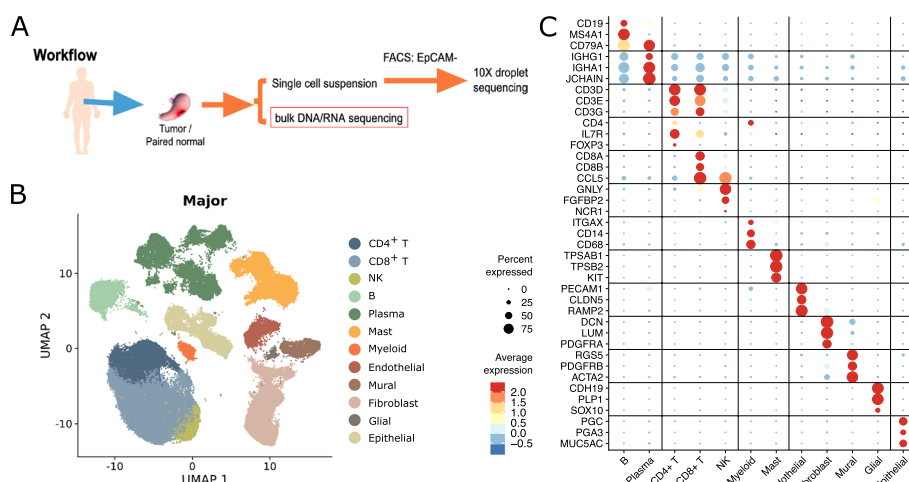 A
Workflow
Tumor /
Paired normal
Single cell suspension
bulk DNA/RNA sequencing
FACS: EpCAM-
10X droplet
sequencing
B
Major
UMAP 2
10
0
-10
-10
0
10
UMAP 1
CD4+ T
CD8+ T
NK
B
Plasma
Mast
Myeloid
Endothelial
Mural
Fibroblast
Glial
Epithelial
C
CD19
MS4A1
CD79A
IGHG1
IGHA1
JCHAIN
CD3D
CD3E
CD3G
CD4
IL7R
FOXP3
CD8A
CD8B
CCL5
GNLY
FGFBP2
NCR1
ITGAX
CD14
CD68
TPSAB1
TPSB2
KIT
PECAM1
CLDN5
RAMP2
DCN
LUM
PDGFRA
RGS5
PDGFRB
ACTA2
CDH19
PLP1
SOX10
PGC
PGA3
MUC5AC
Percent
expressed
0
25
50
75
Average
expression
2.0
1.5
1.0
0.5
0.0
−0.5
B
Plasma
CD4+ T
CD8+ T
NK
Myeloid
Mast
dothelial
ibroblast
Mural
Glial
pithelial